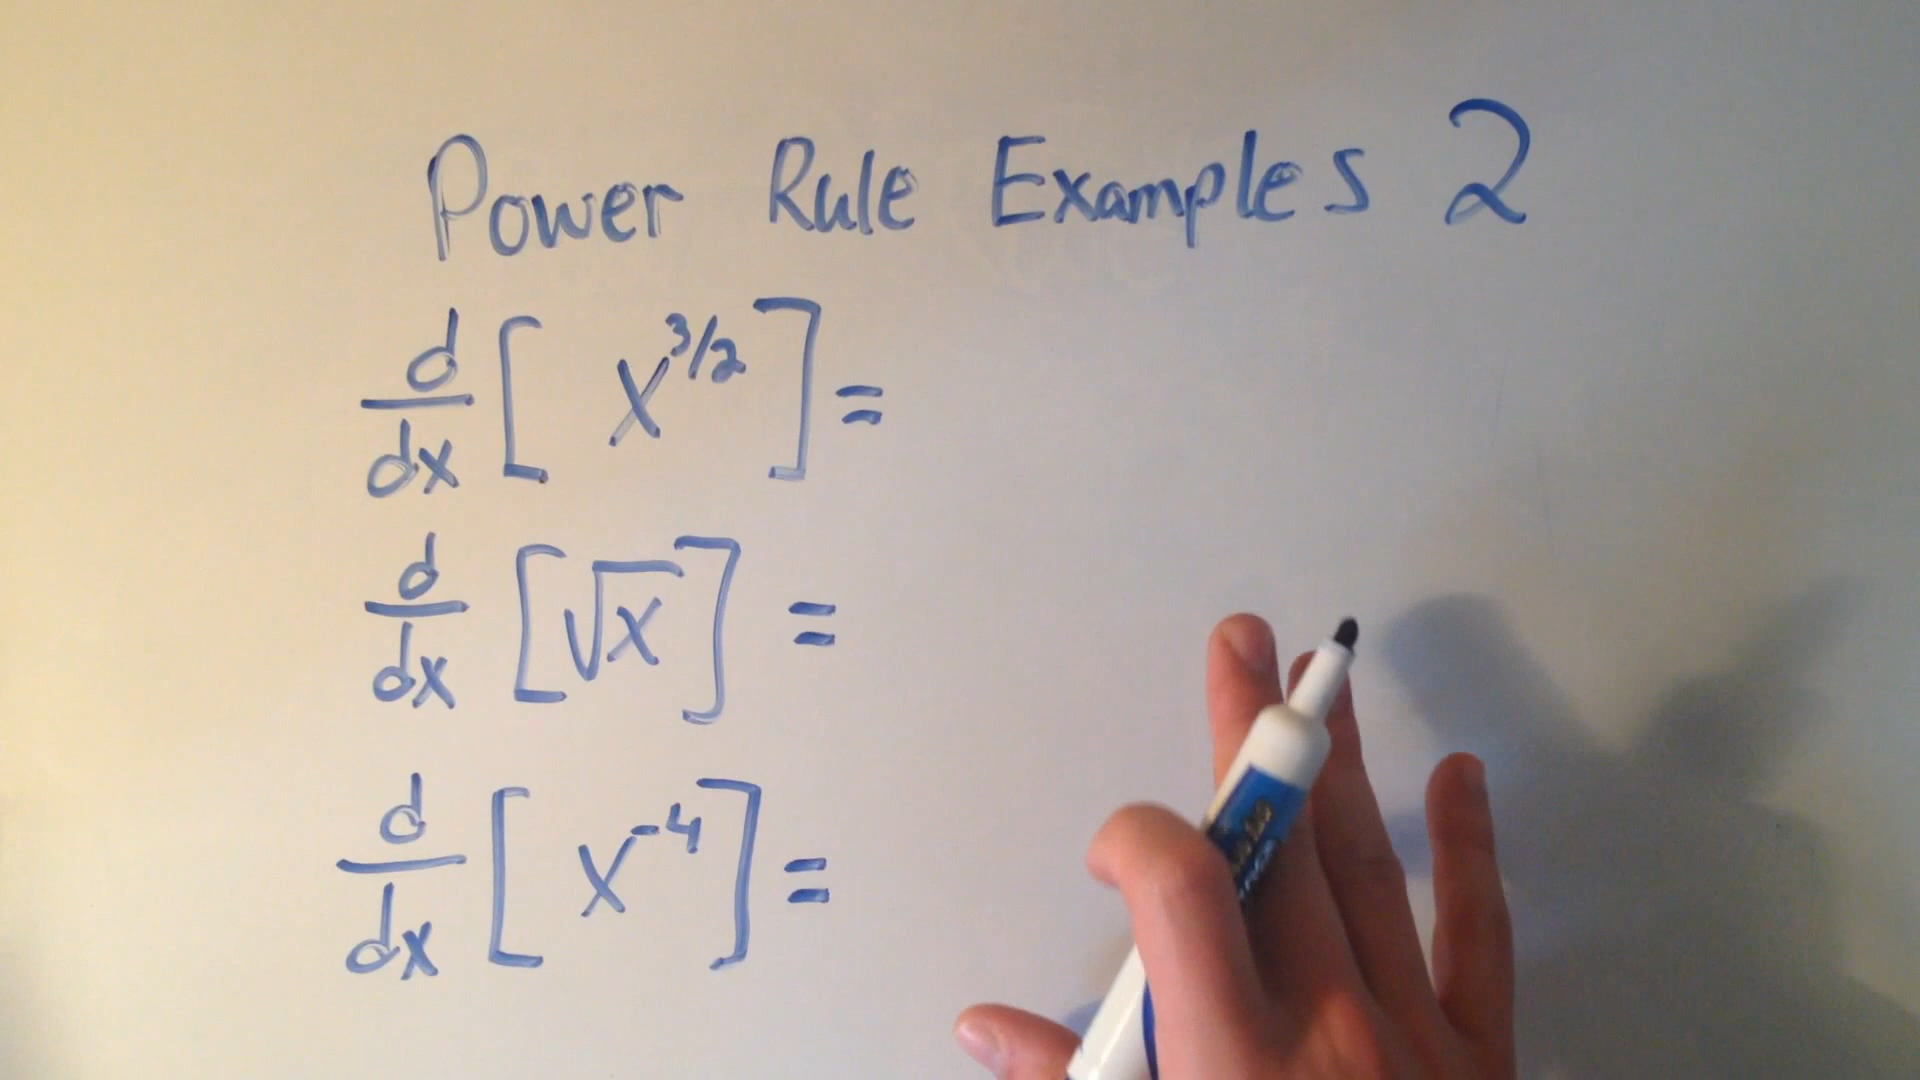 Power Rule Examples 2
d/dx [ x^3/2 ] =
d/dx [√x] =
d/dx [ x^-4 ] =